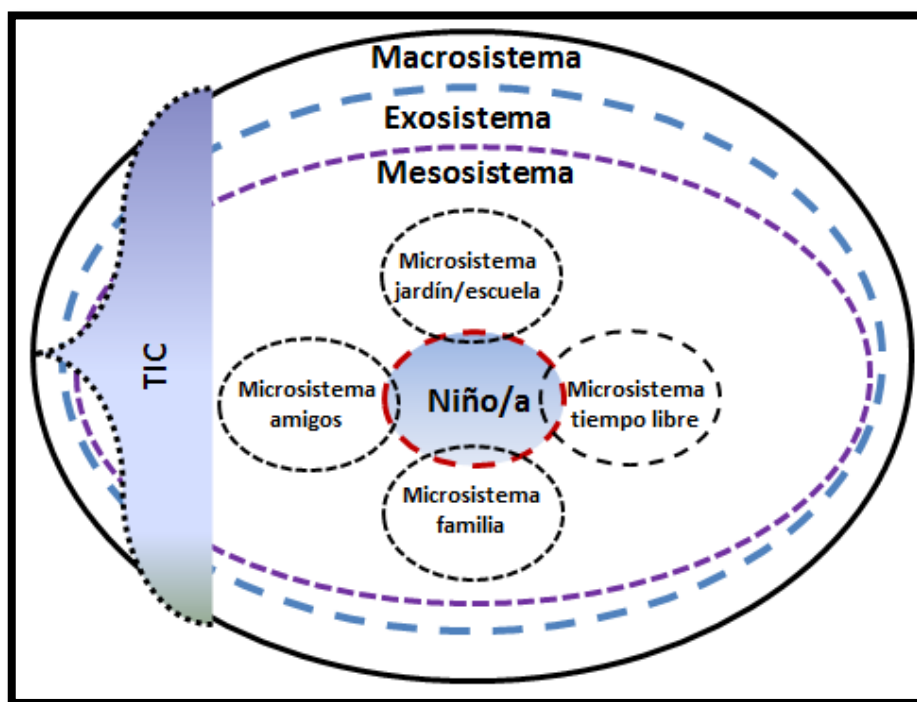 Macrosistema
Exosistema
Mesosistema
Microsistema
jardín/escuela
TIC
Microsistema
amigos
Niño/a
Microsistema
tiempo libre
Microsistema
familia